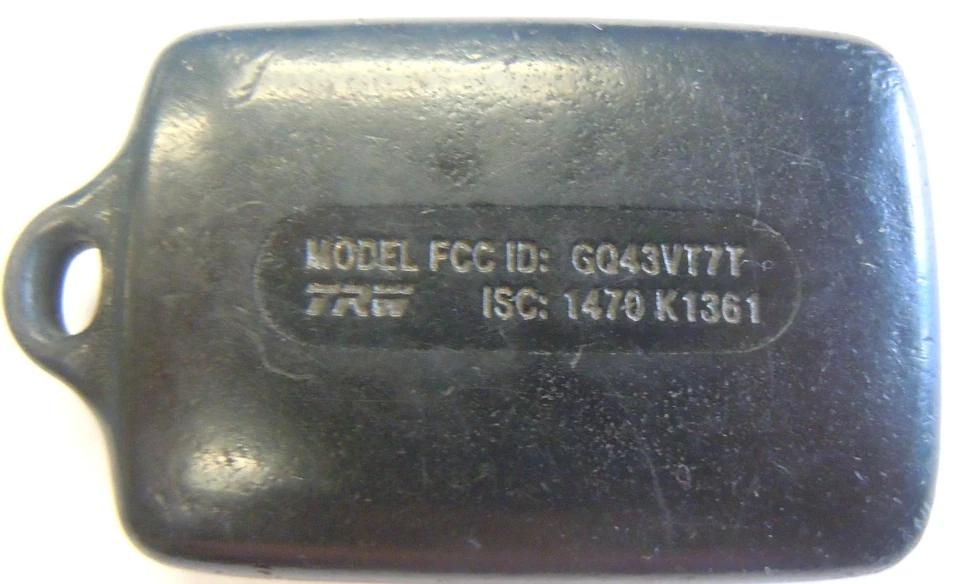 MODEL FCC ID: GQ43VT7T
TRW ISC: 1470 K1361